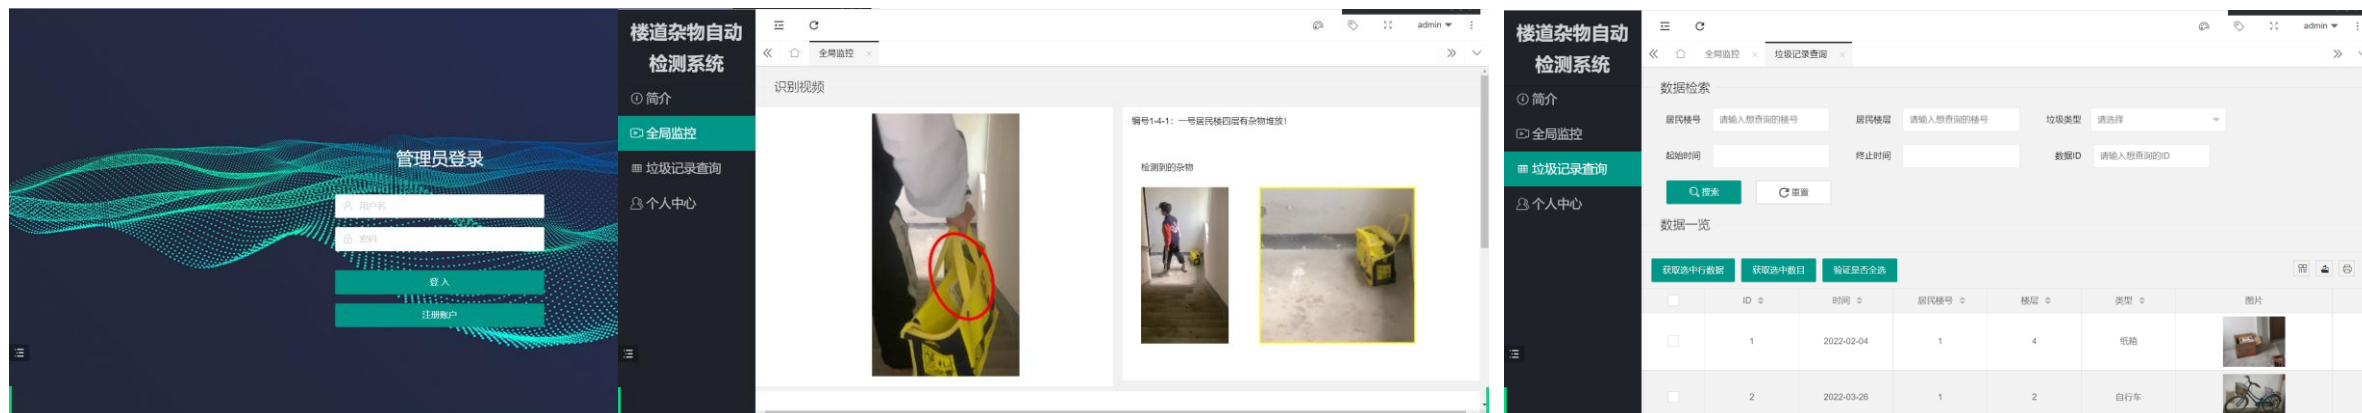 管理员登录
用户名
密码
登 入
注册账户
楼道杂物自动
检测系统
简介
全局监控
垃圾记录查询
个人中心
admin
全局监控
识别视频
编号1-4-1：一号居民楼四层有杂物堆放！
检测到的杂物
楼道杂物自动
检测系统
简介
全局监控
垃圾记录查询
个人中心
admin
全局监控 垃圾记录查询
数据检索
居民楼号 请输入想查询的楼号 居民楼层 请输入想查询的楼号 垃圾类型 请选择
起始时间 终止时间 数据ID 请输入想查询的ID
搜索 重置
数据一览
获取选中行数据 获取选中数目 验证是否全选
ID 时间 居民楼号 楼层 类型 图片
1 2022-02-04 1 4 纸箱
2 2022-03-26 1 2 自行车